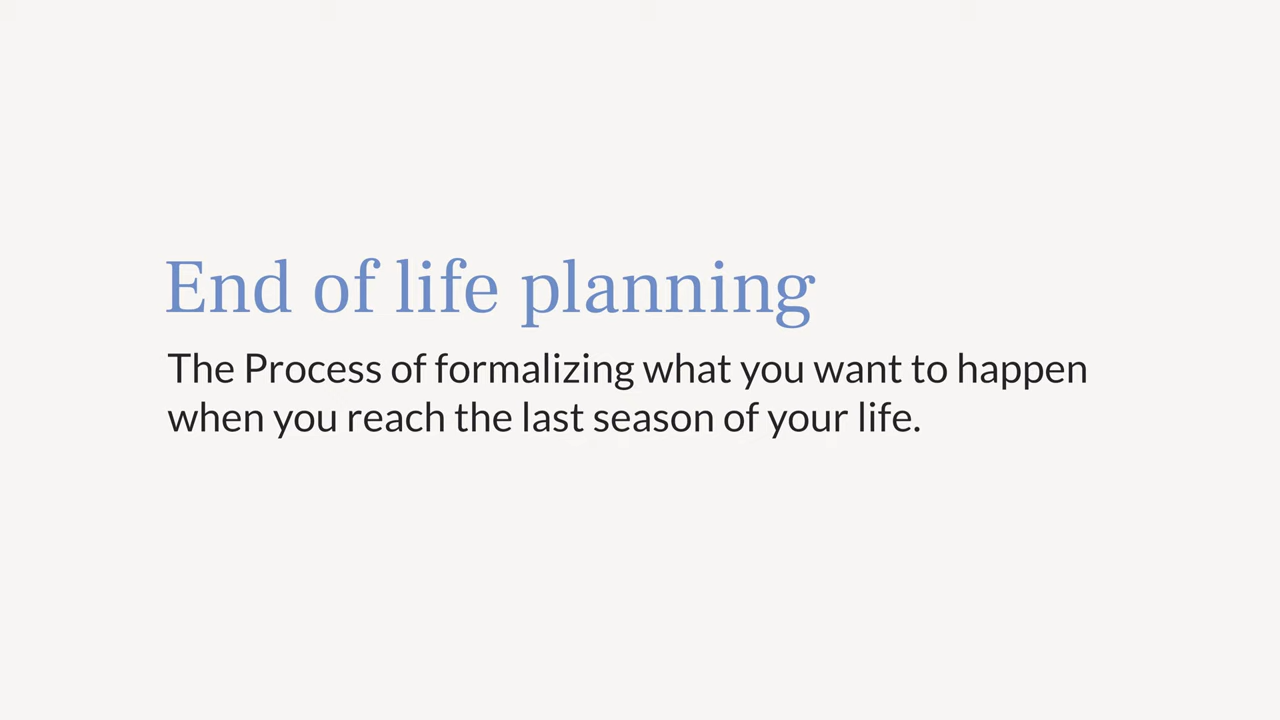 End of life planning
The Process of formalizing what you want to happen
when you reach the last season of your life.